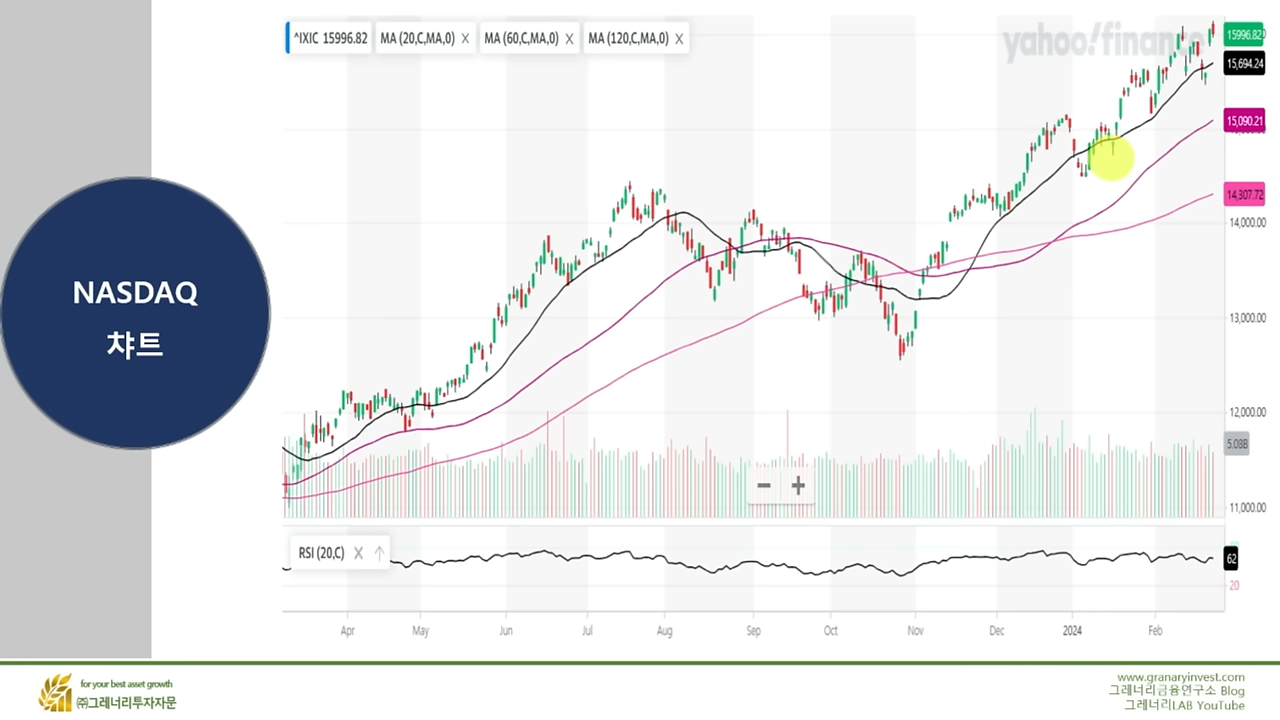 ^IXIC 15996.82 MA (20,C,MA,0) X MA (60,C,MA,0) X MA (120,C,MA,0) X
yahoo!finance
15996.82
15,694.24
15,090.21
14,307.72
14,000.00
13,000.00
12,000.00
5.08B
11,000.00
NASDAQ
챠트
− +
RSI (20,C) X ↑
62
20
Apr May Jun Jul Aug Sep Oct Nov Dec 2024 Feb
for your best asset growth
㈜그레너리투자자문
www.granaryinvest.com
그레너리금융연구소 Blog
그레너리LAB YouTube